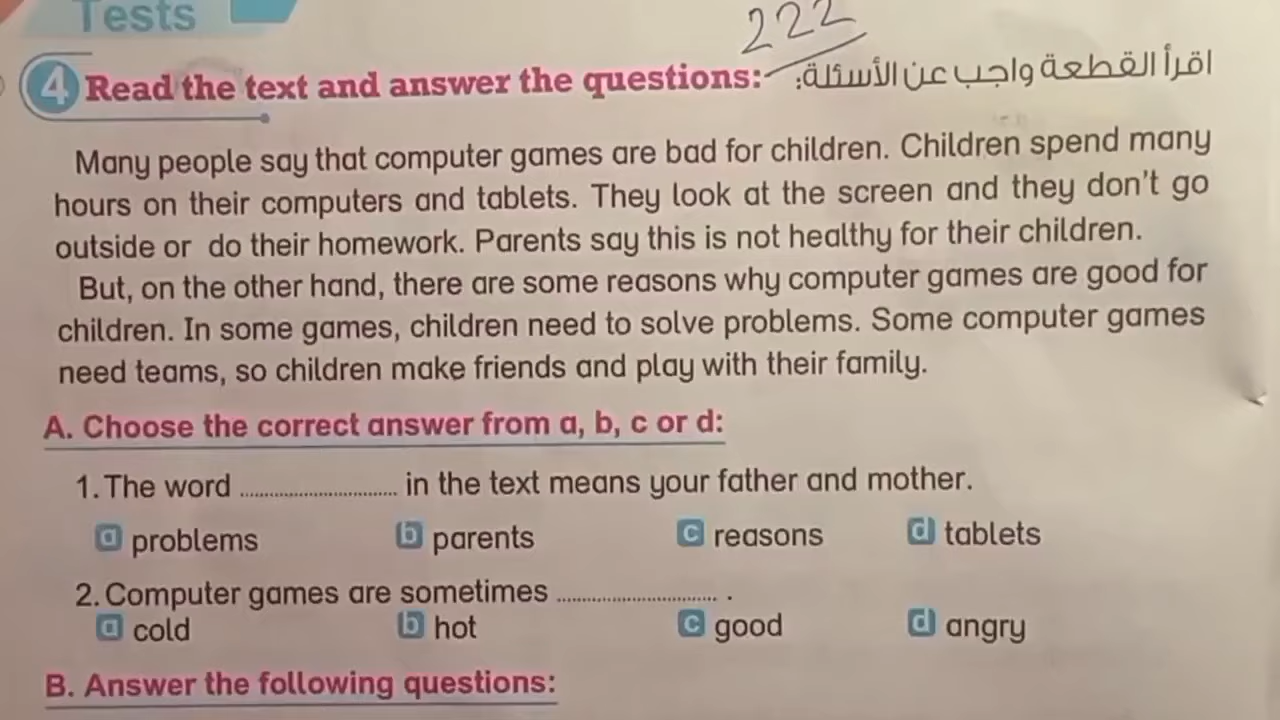 Tests
222
4 Read the text and answer the questions: اقرأ القطعة واجب عن الأسئلة:
Many people say that computer games are bad for children. Children spend many
hours on their computers and tablets. They look at the screen and they don't go
outside or do their homework. Parents say this is not healthy for their children.
But, on the other hand, there are some reasons why computer games are good for
children. In some games, children need to solve problems. Some computer games
need teams, so children make friends and play with their family.
A. Choose the correct answer from a, b, c or d:
1. The word .............................. in the text means your father and mother.
a problems b parents c reasons d tablets
2. Computer games are sometimes .............................. .
a cold b hot c good d angry
B. Answer the following questions: